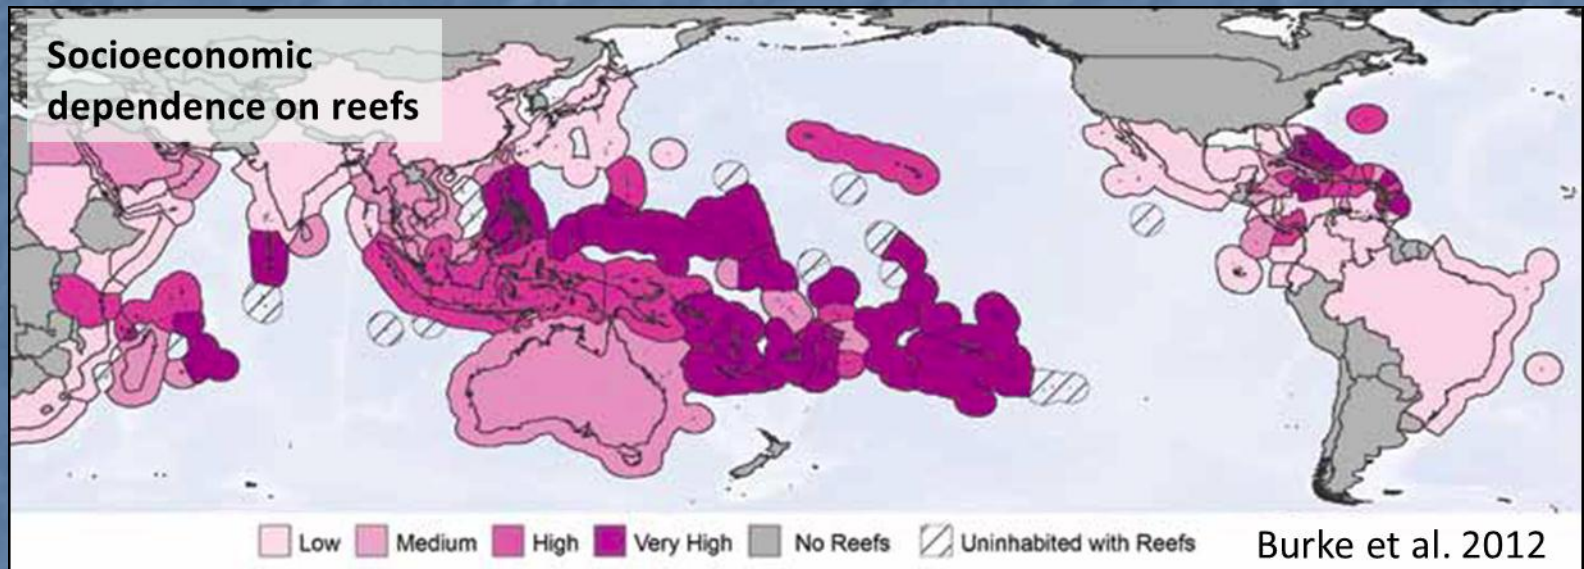 Socioeconomic
dependence on reefs
Low Medium High Very High No Reefs Uninhabited with Reefs
Burke et al. 2012